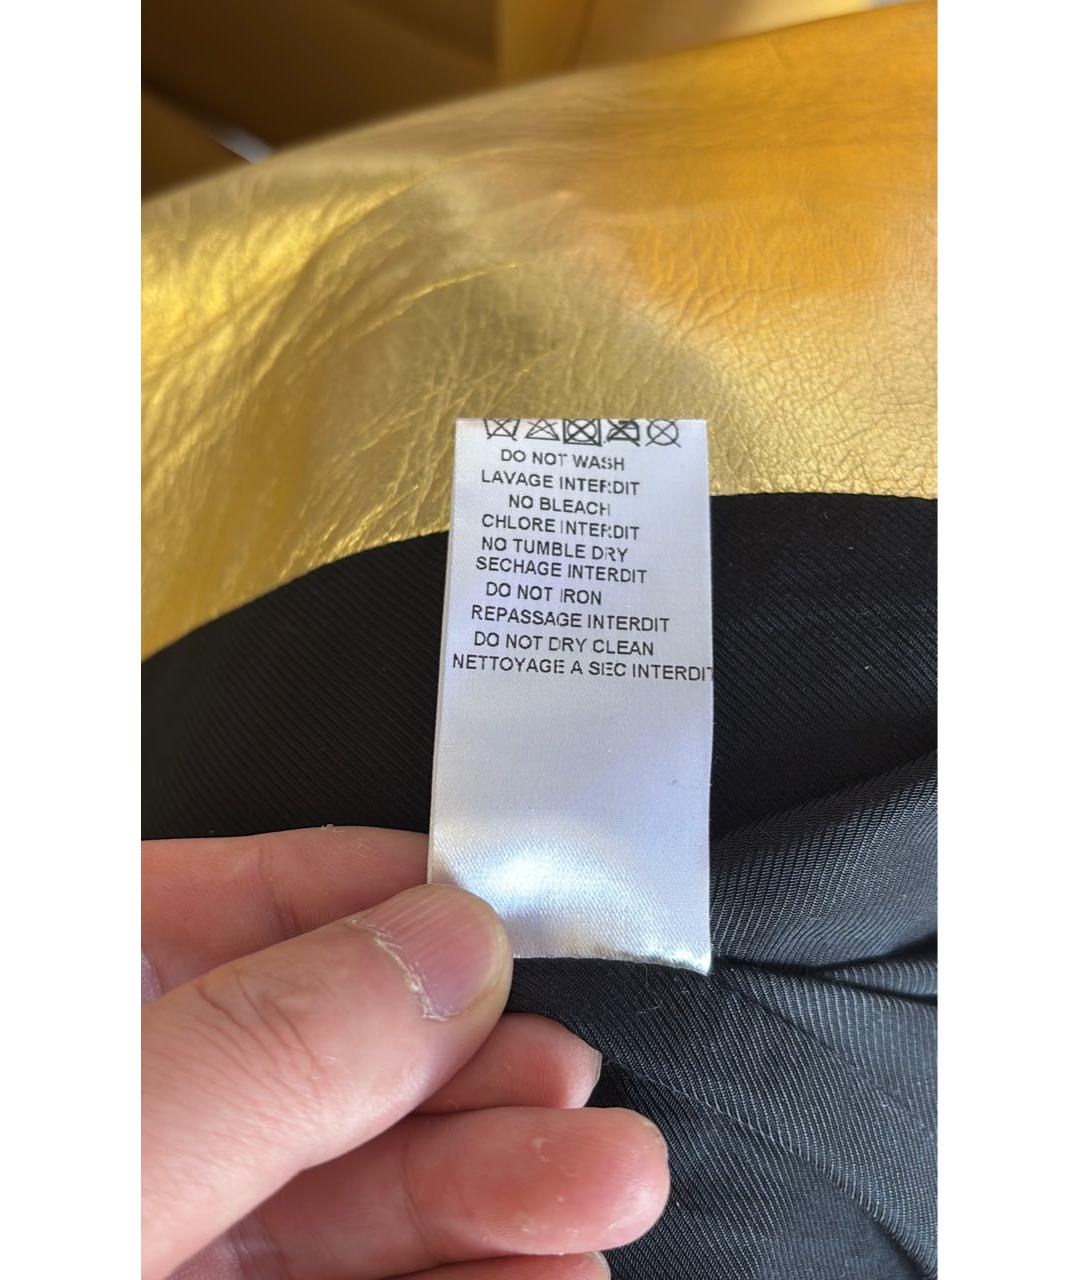 DO NOT WASH
LAVAGE INTERDIT
NO BLEACH
CHLORE INTERDIT
NO TUMBLE DRY
SECHAGE INTERDIT
DO NOT IRON
REPASSAGE INTERDIT
DO NOT DRY CLEAN
NETTOYAGE A SEC INTERDIT